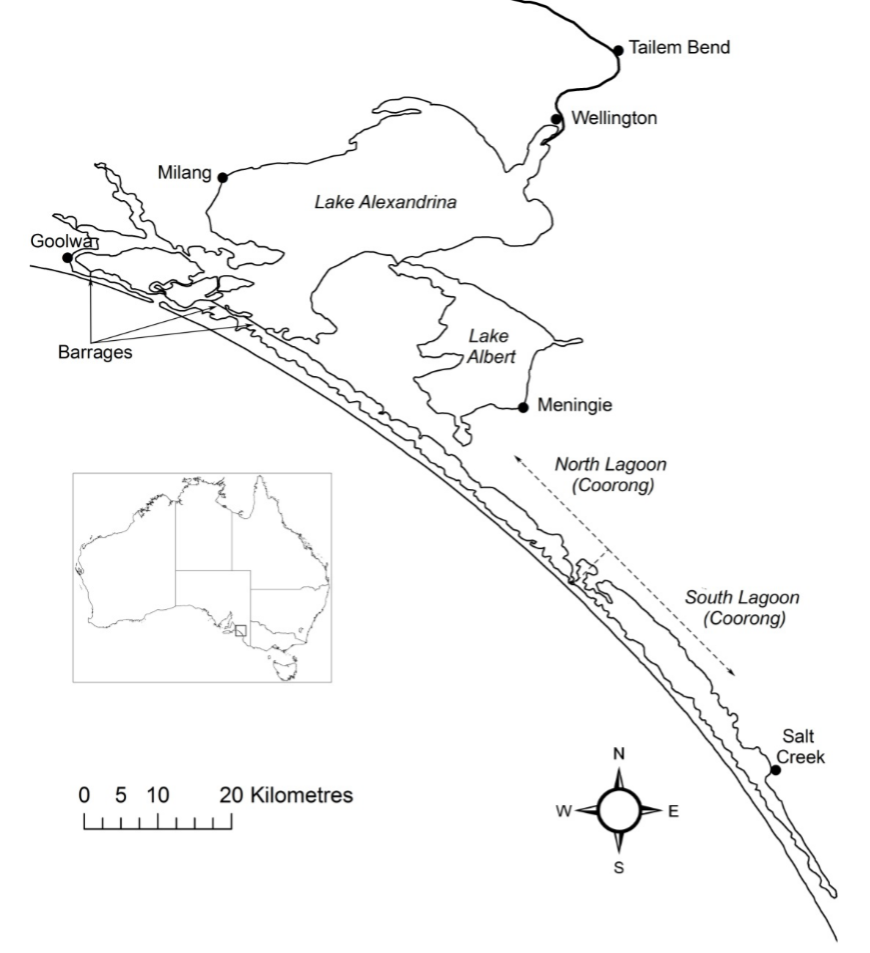 Tailem Bend
Wellington
Milang
Lake Alexandrina
Goolwa
Lake
Albert
Barrages
Meningie
North Lagoon
(Coorong)
South Lagoon
(Coorong)
Salt
Creek
N
0 5 10 20 Kilometres
W E
S